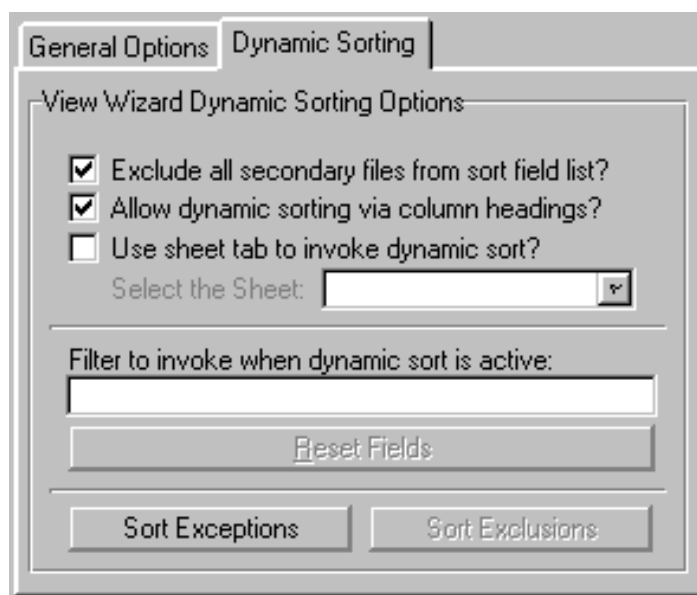 General Options Dynamic Sorting
View Wizard Dynamic Sorting Options
Exclude all secondary files from sort field list?
Allow dynamic sorting via column headings?
Use sheet tab to invoke dynamic sort?
Select the Sheet:
Filter to invoke when dynamic sort is active:
Reset Fields
Sort Exceptions Sort Exclusions